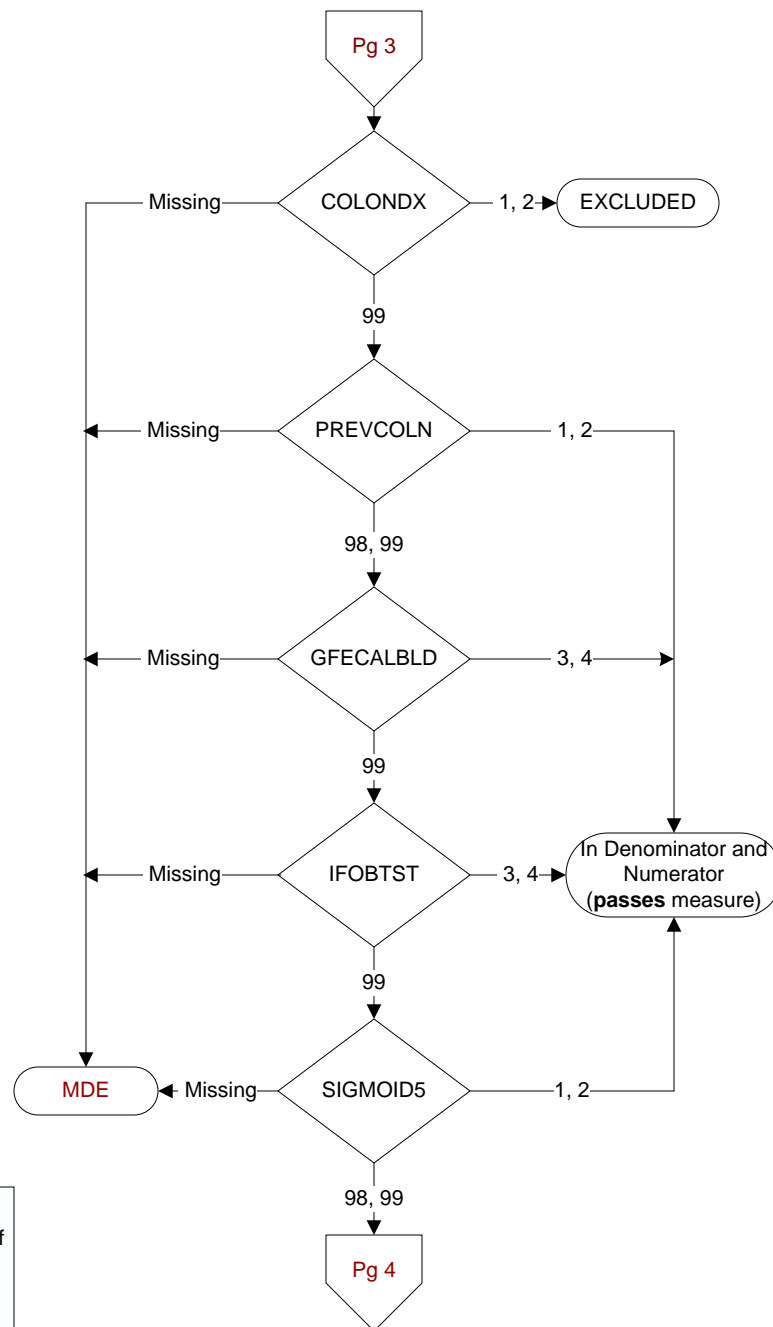 Pg 3
Missing
COLONDX
1, 2
EXCLUDED
99
Missing
PREVCOLN
1, 2
98, 99
Missing
GFECALBLD
3, 4
99
Missing
IFOBTST
3, 4
In Denominator and
Numerator
(passes measure)
99
MDE
Missing
SIGMOID5
1, 2
98, 99
f
Pg 4